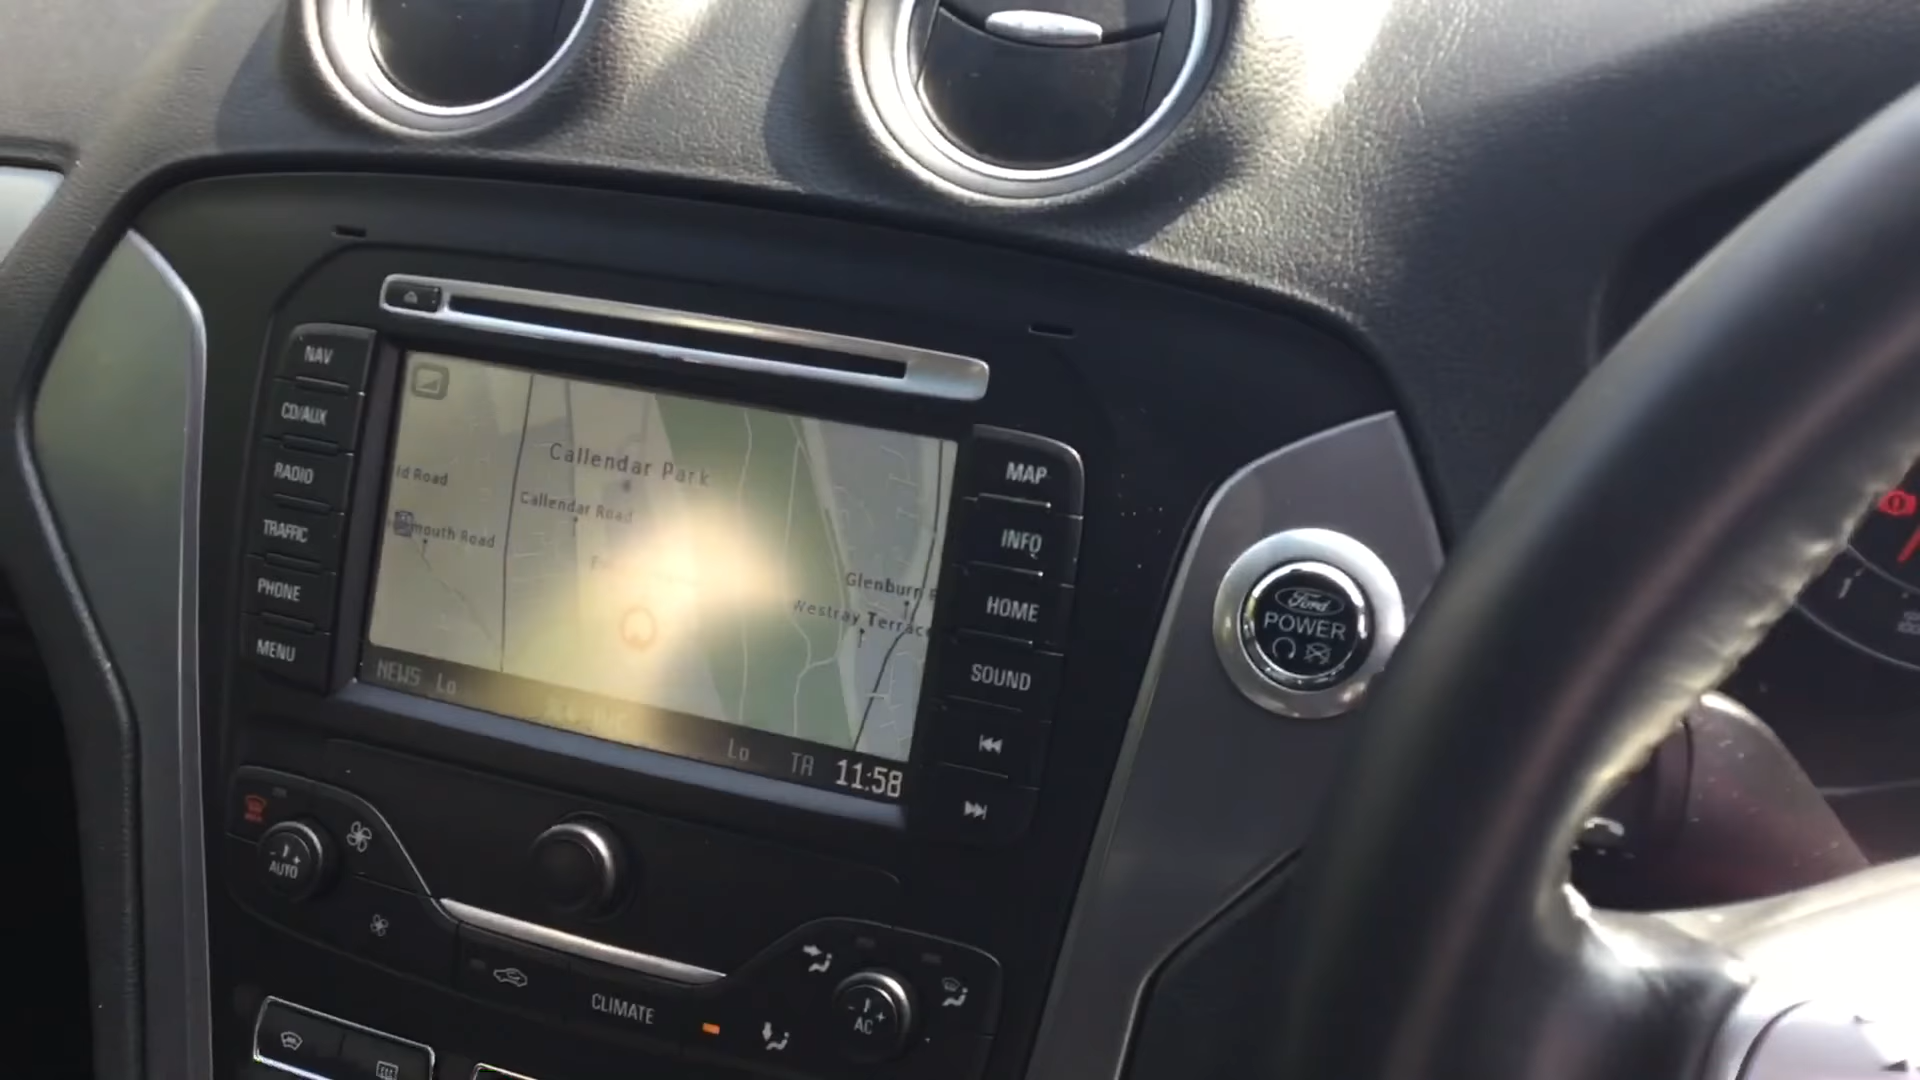 NAV
CD/AUX
RADIO
TRAFFIC
PHONE
MENU
Callendar Park
ld Road
Callendar Road
mouth Road
Glenburn
Westray Terrace
NEWS Lo
Lo TA 11:58
MAP
INFO
HOME
SOUND
Ford
POWER
AUTO
CLIMATE
AC